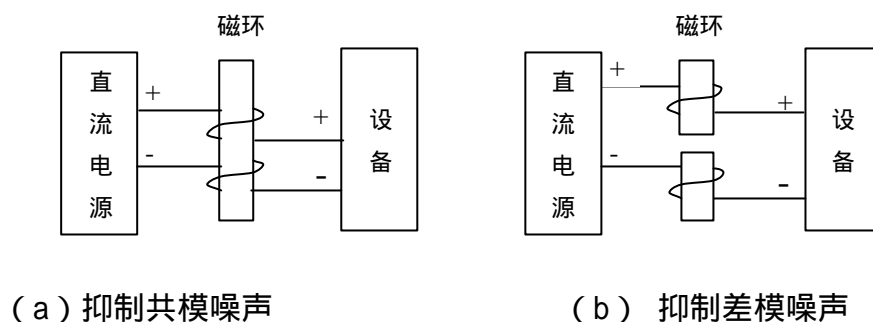 磁环
直流电源
+
-
+
-
设备
（a）抑制共模噪声
磁环
直流电源
+
-
+
-
设备
（b） 抑制差模噪声